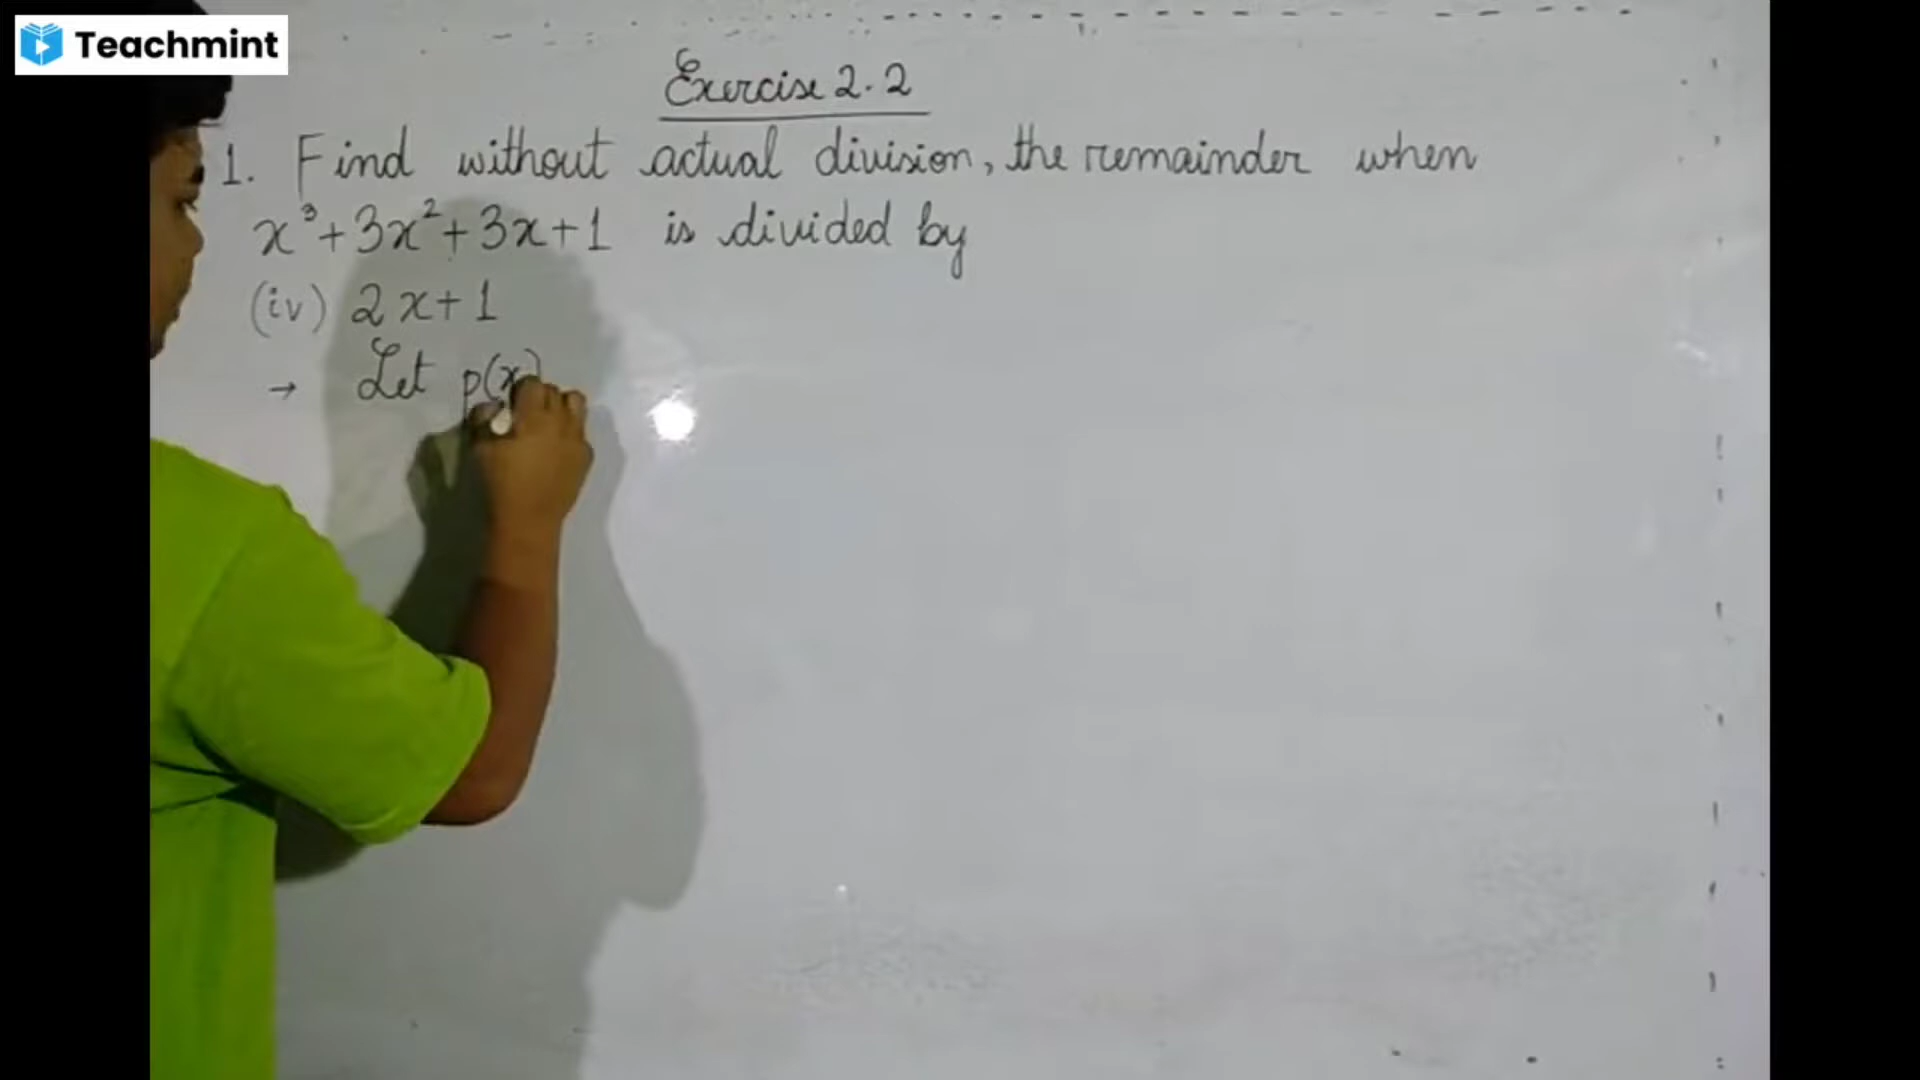 Teachmint
Exercise 2.2
1. Find without actual division, the remainder when
x³+3x²+3x+1 is divided by
(iv) 2x+1
→ Let p(x)